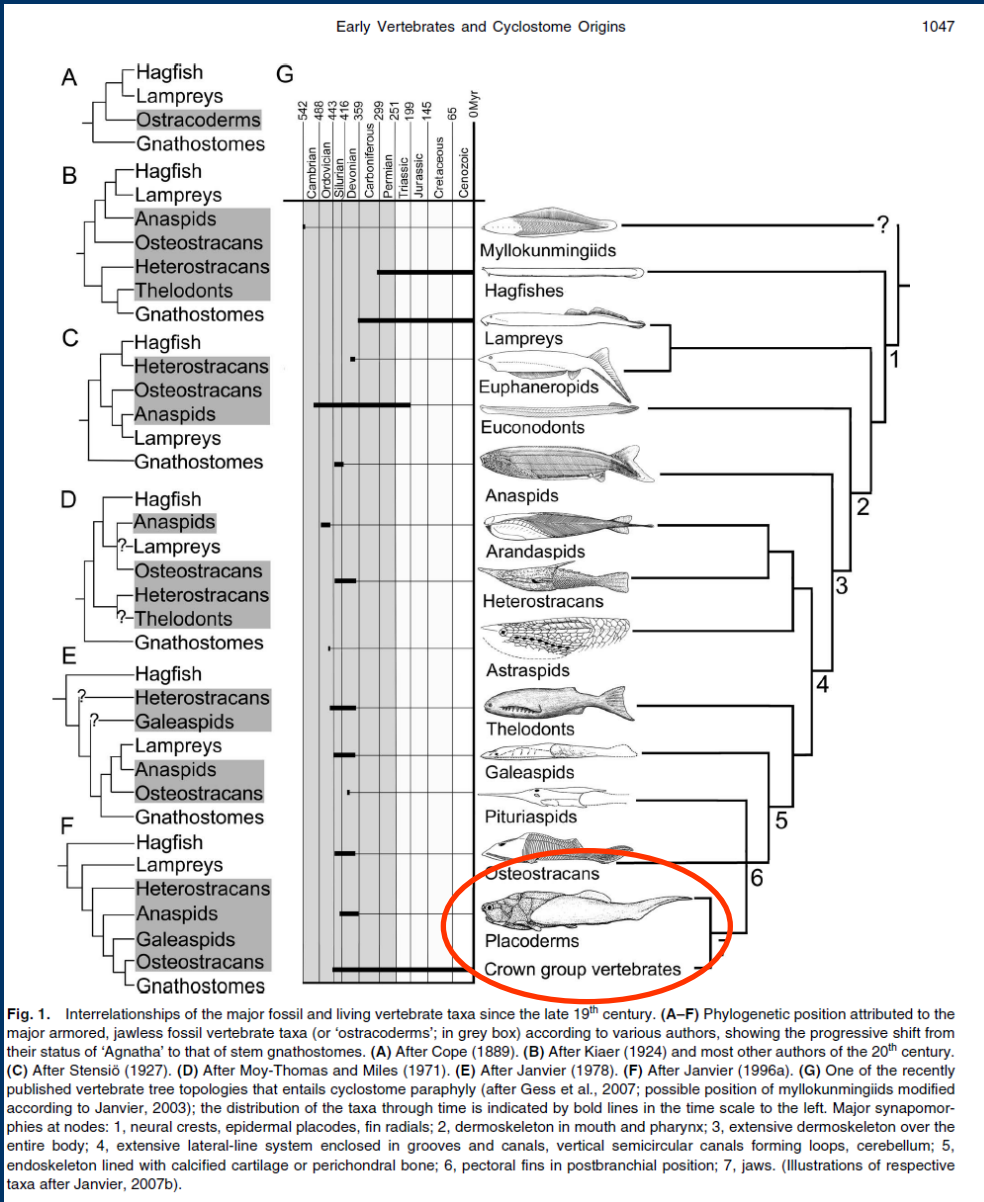 Early Vertebrates and Cyclostome Origins
1047
A
Hagfish
Lampreys
Ostracoderms
Gnathostomes
B
Hagfish
Lampreys
Anaspids
Osteostracans
Heterostracans
Thelodonts
Gnathostomes
C
Hagfish
Heterostracans
Osteostracans
Anaspids
Lampreys
Gnathostomes
D
Hagfish
Anaspids
?-Lampreys
Osteostracans
Heterostracans
?-Thelodonts
Gnathostomes
E
Hagfish
? Heterostracans
? Galeaspids
Lampreys
Anaspids
Osteostracans
Gnathostomes
F
Hagfish
Lampreys
Heterostracans
Anaspids
Galeaspids
Osteostracans
Gnathostomes
G
542
488
443
416
359
299
251
199
145
65
0Myr
Cambrian
Ordovician
Silurian
Devonian
Carboniferous
Permian
Triassic
Jurassic
Cretaceous
Cenozoic
?
Myllokunmingiids
Hagfishes
Lampreys
1
Euphaneropids
Euconodonts
Anaspids
2
Arandaspids
3
Heterostracans
Astraspids
4
Thelodonts
Galeaspids
5
Pituriaspids
Osteostracans
6
Placoderms
Crown group vertebrates
Fig. 1. Interrelationships of the major fossil and living vertebrate taxa since the late 19th century. (A–F) Phylogenetic position attributed to the
major armored, jawless fossil vertebrate taxa (or 'ostracoderms'; in grey box) according to various authors, showing the progressive shift from
their status of 'Agnatha' to that of stem gnathostomes. (A) After Cope (1889). (B) After Kiaer (1924) and most other authors of the 20th century.
(C) After Stensiö (1927). (D) After Moy-Thomas and Miles (1971). (E) After Janvier (1978). (F) After Janvier (1996a). (G) One of the recently
published vertebrate tree topologies that entails cyclostome paraphyly (after Gess et al., 2007; possible position of myllokunmingiids modified
according to Janvier, 2003); the distribution of the taxa through time is indicated by bold lines in the time scale to the left. Major synapomor-
phies at nodes: 1, neural crests, epidermal placodes, fin radials; 2, dermoskeleton in mouth and pharynx; 3, extensive dermoskeleton over the
entire body; 4, extensive lateral-line system enclosed in grooves and canals, vertical semicircular canals forming loops, cerebellum; 5,
endoskeleton lined with calcified cartilage or perichondral bone; 6, pectoral fins in postbranchial position; 7, jaws. (Illustrations of respective
taxa after Janvier, 2007b).